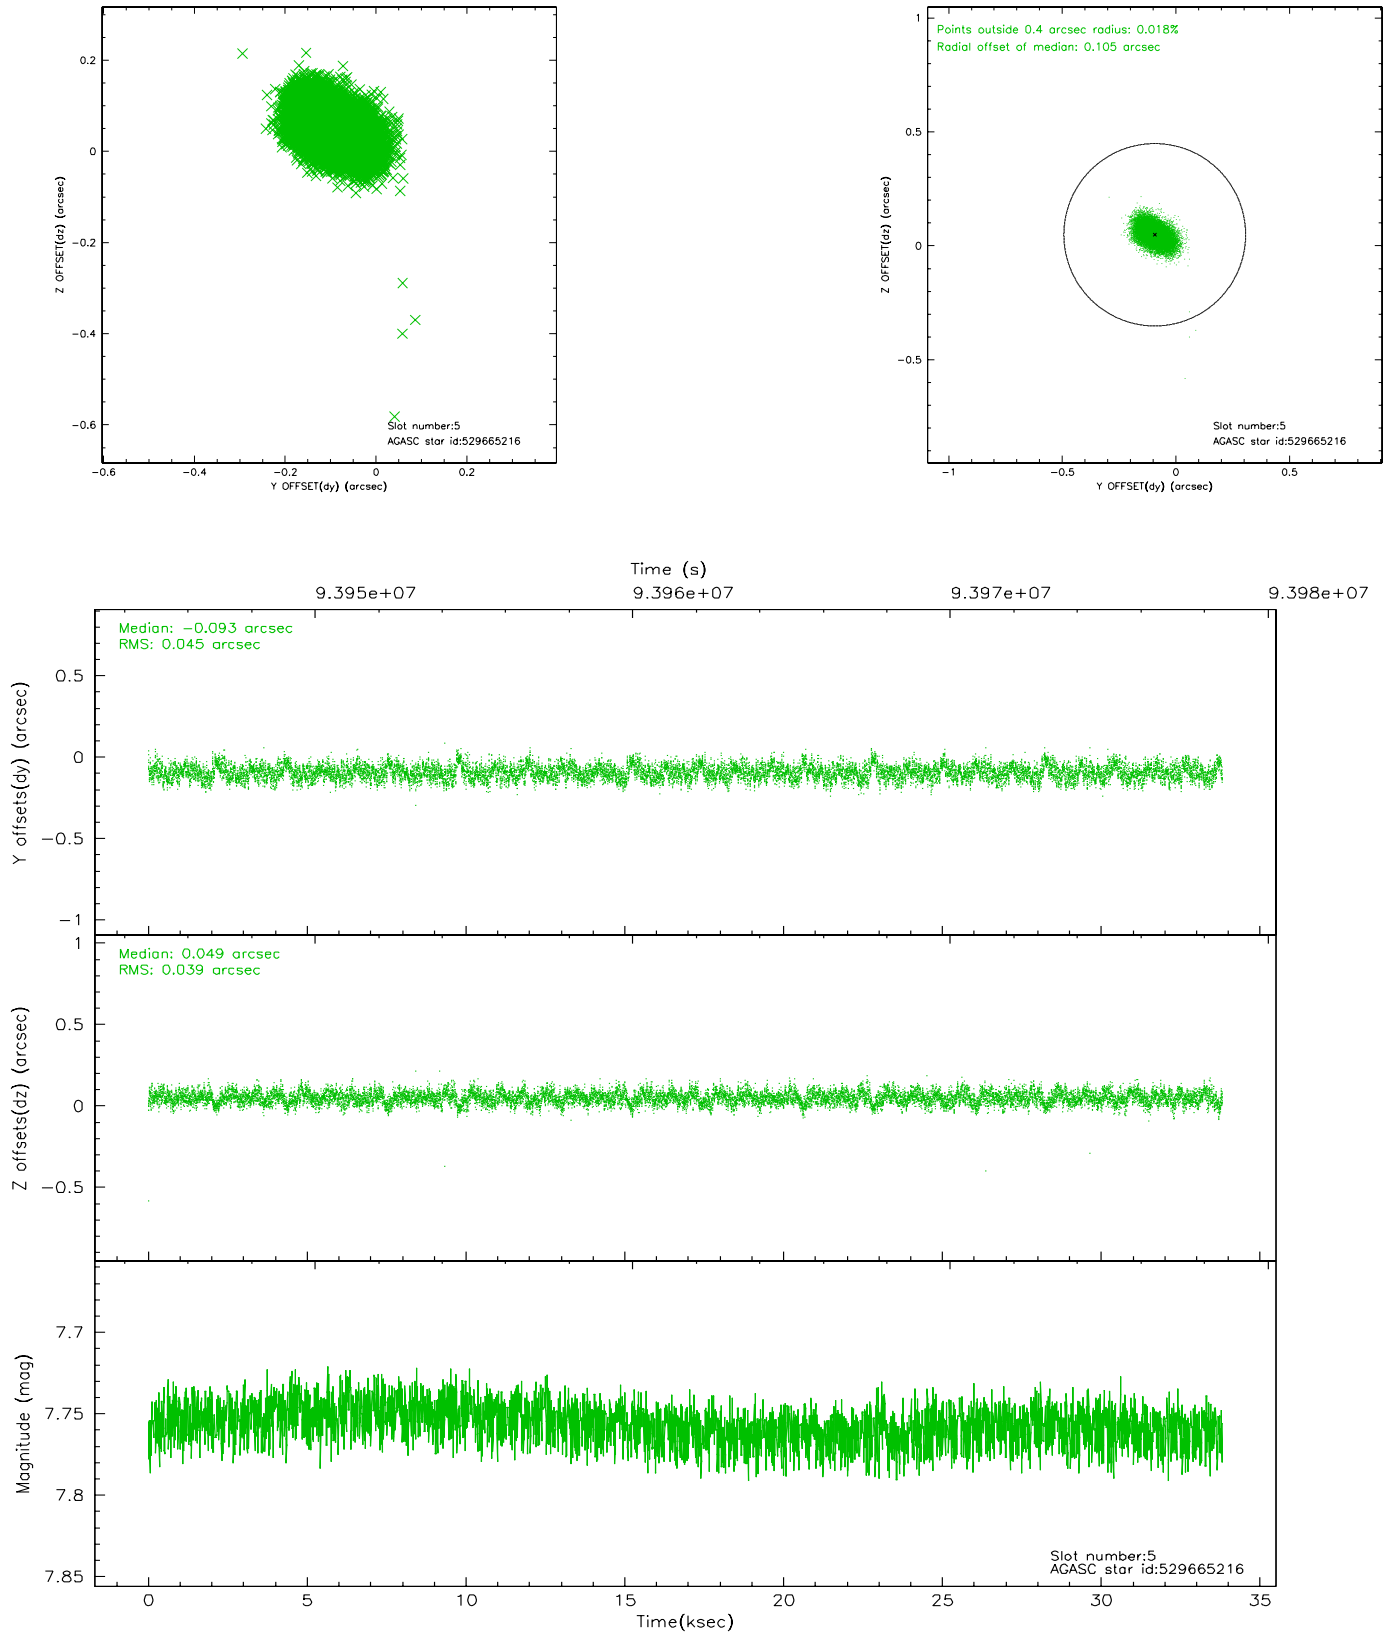 0.2
0
−0.2
−0.4
−0.6
Z OFFSET(dz) (arcsec)
Slot number:5
AGASC star id:529665216
−0.6
−0.4
−0.2
0
0.2
Y OFFSET(dy) (arcsec)
Points outside 0.4 arcsec radius: 0.018%
Radial offset of median: 0.105 arcsec
1
0.5
0
−0.5
Z OFFSET(dz) (arcsec)
Slot number:5
AGASC star id:529665216
−1
−0.5
0
0.5
Y OFFSET(dy) (arcsec)
Time (s)
9.395e+07
9.396e+07
9.397e+07
9.398e+07
Median: −0.093 arcsec
RMS: 0.045 arcsec
0.5
0
−0.5
−1
Y offsets(dy) (arcsec)
Median: 0.049 arcsec
RMS: 0.039 arcsec
1
0.5
0
−0.5
Z offsets(dz) (arcsec)
7.7
7.75
7.8
7.85
Magnitude (mag)
Slot number:5
AGASC star id:529665216
0
5
10
15
20
25
30
35
Time(ksec)